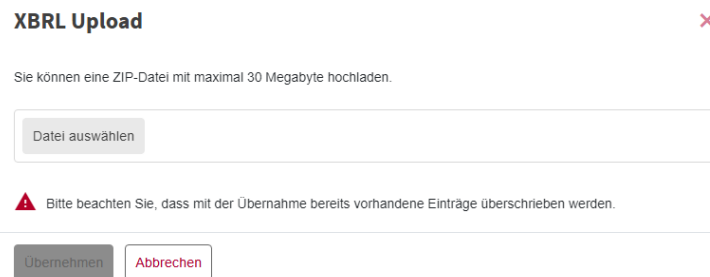 XBRL Upload
Sie können eine ZIP-Datei mit maximal 30 Megabyte hochladen.
Datei auswählen
Bitte beachten Sie, dass mit der Übernahme bereits vorhandene Einträge überschrieben werden.
Übernehmen Abbrechen